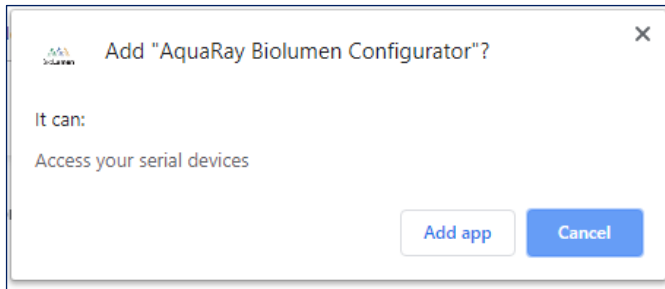 Add "AquaRay Biolumen Configurator"?
It can:
Access your serial devices
Add app
Cancel